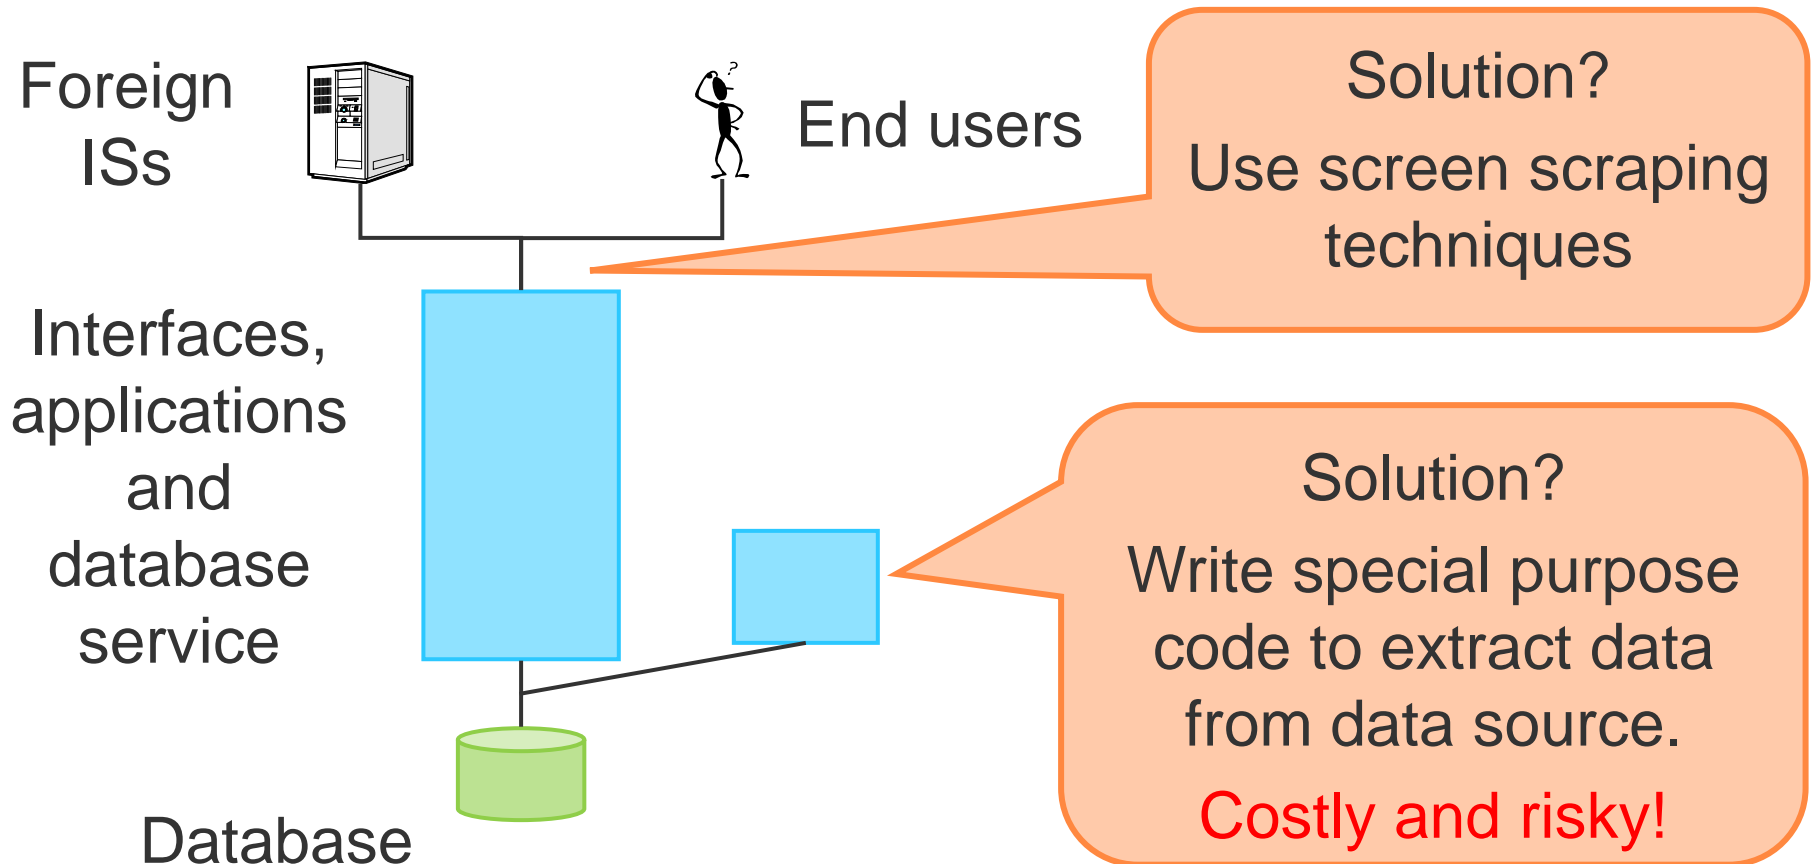 Foreign
ISs
?
End users
Solution?
Use screen scraping
techniques
Interfaces,
applications
and
database
service
Solution?
Write special purpose
code to extract data
from data source.
Costly and risky!
Database